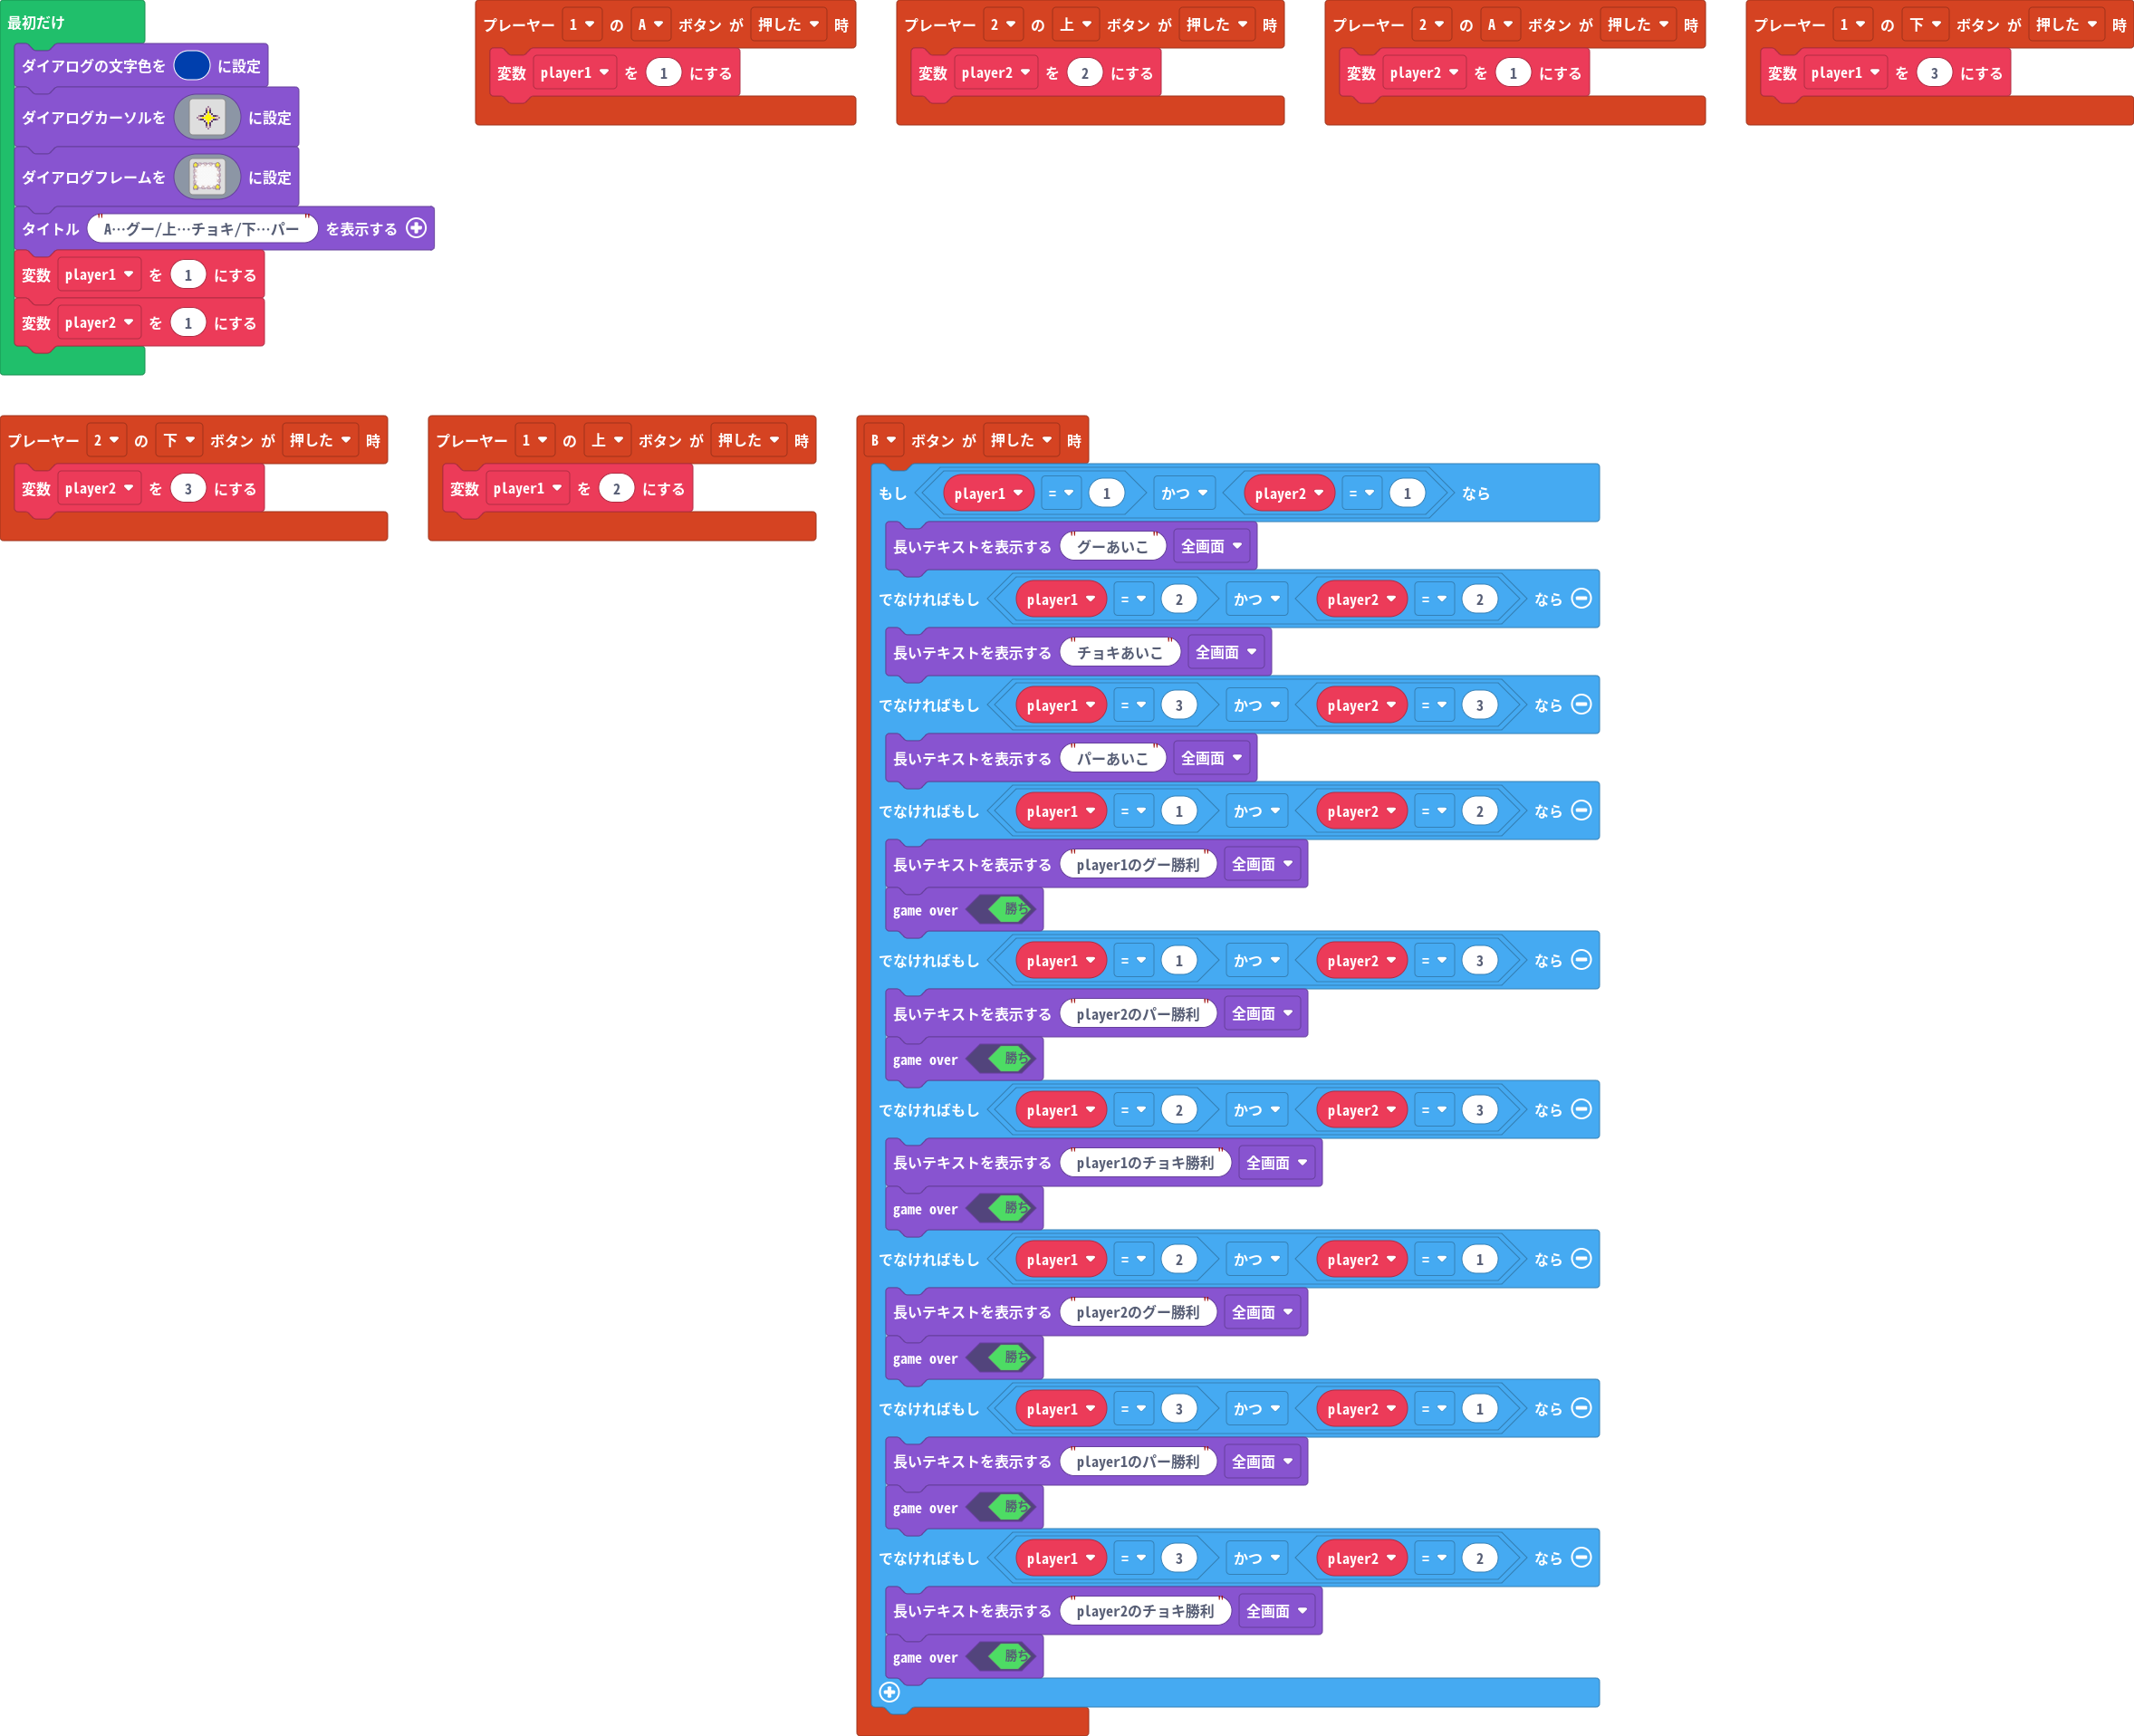 最初だけ
ダイアログの文字色を に設定
ダイアログカーソルを に設定
ダイアログフレームを に設定
タイトル "A…グー/上…チョキ/下…パー" を表示する
変数 player1 を 1 にする
変数 player2 を 1 にする
プレーヤー 1 の A ボタン が 押した 時
変数 player1 を 1 にする
プレーヤー 2 の 上 ボタン が 押した 時
変数 player2 を 2 にする
プレーヤー 2 の A ボタン が 押した 時
変数 player2 を 1 にする
プレーヤー 1 の 下 ボタン が 押した 時
変数 player1 を 3 にする
プレーヤー 2 の 下 ボタン が 押した 時
変数 player2 を 3 にする
プレーヤー 1 の 上 ボタン が 押した 時
変数 player1 を 2 にする
B ボタン が 押した 時
もし player1 = 1 かつ player2 = 1 なら
長いテキストを表示する "グーあいこ" 全画面
でなければもし player1 = 2 かつ player2 = 2 なら
長いテキストを表示する "チョキあいこ" 全画面
でなければもし player1 = 3 かつ player2 = 3 なら
長いテキストを表示する "パーあいこ" 全画面
でなければもし player1 = 1 かつ player2 = 2 なら
長いテキストを表示する "player1のグー勝利" 全画面
game over 勝ち
でなければもし player1 = 1 かつ player2 = 3 なら
長いテキストを表示する "player2のパー勝利" 全画面
game over 勝ち
でなければもし player1 = 2 かつ player2 = 3 なら
長いテキストを表示する "player1のチョキ勝利" 全画面
game over 勝ち
でなければもし player1 = 2 かつ player2 = 1 なら
長いテキストを表示する "player2のグー勝利" 全画面
game over 勝ち
でなければもし player1 = 3 かつ player2 = 1 なら
長いテキストを表示する "player1のパー勝利" 全画面
game over 勝ち
でなければもし player1 = 3 かつ player2 = 2 なら
長いテキストを表示する "player2のチョキ勝利" 全画面
game over 勝ち